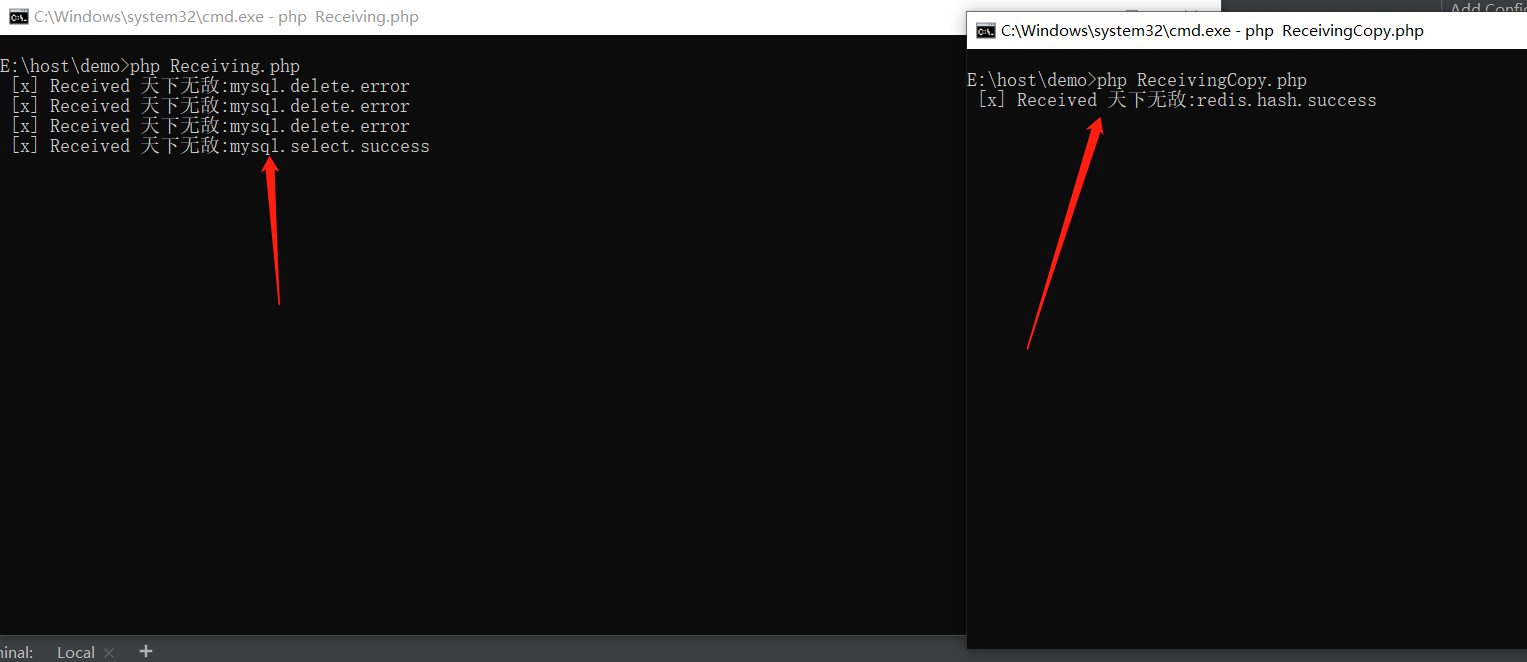 C:\Windows\system32\cmd.exe - php  Receiving.php
E:\host\demo>php Receiving.php
[x] Received 天下无敌:mysql.delete.error
[x] Received 天下无敌:mysql.delete.error
[x] Received 天下无敌:mysql.delete.error
[x] Received 天下无敌:mysql.select.success
Add Config
C:\Windows\system32\cmd.exe - php  ReceivingCopy.php
E:\host\demo>php ReceivingCopy.php
[x] Received 天下无敌:redis.hash.success
minal: Local × +